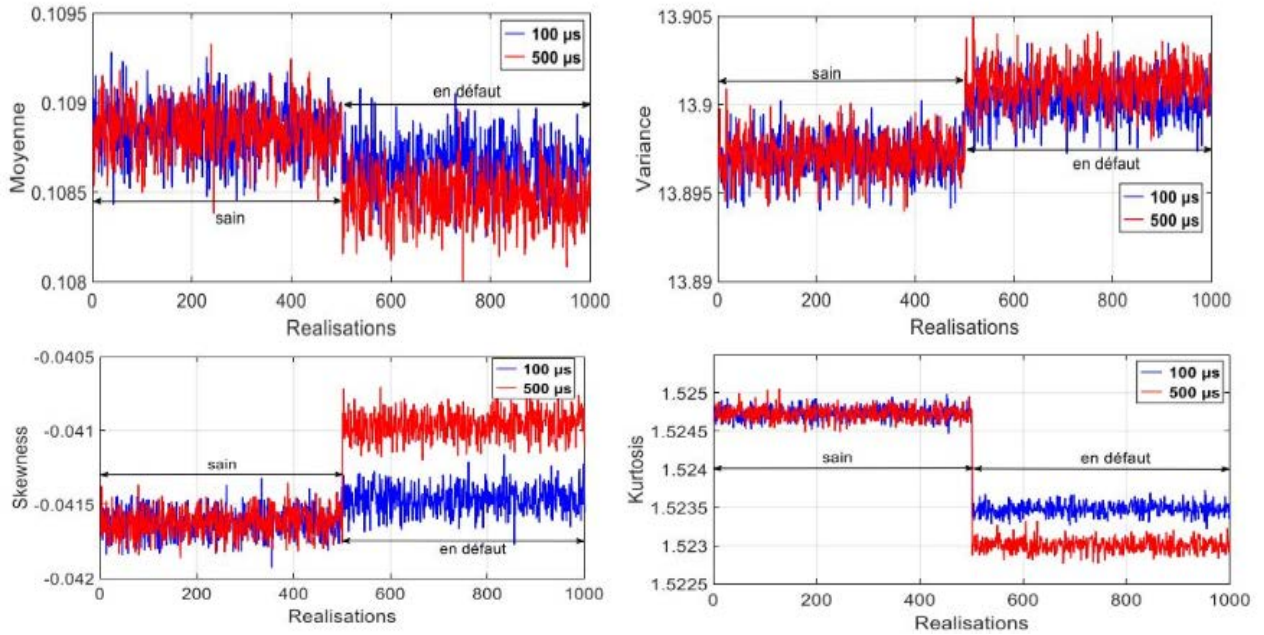 0.1095
0.109
0.1085
0.108
Moyenne
100 µs
500 µs
en défaut
sain
0 200 400 600 800 1000
Realisations
13.905
13.9
13.895
13.89
Variance
sain
en défaut
100 µs
500 µs
0 200 400 600 800 1000
Realisations
-0.0405
-0.041
-0.0415
-0.042
Skewness
100 µs
500 µs
sain
en défaut
0 200 400 600 800 1000
Realisations
1.525
1.5245
1.524
1.5235
1.523
1.5225
Kurtosis
100 µs
500 µs
sain
en défaut
0 200 400 600 800 1000
Realisations